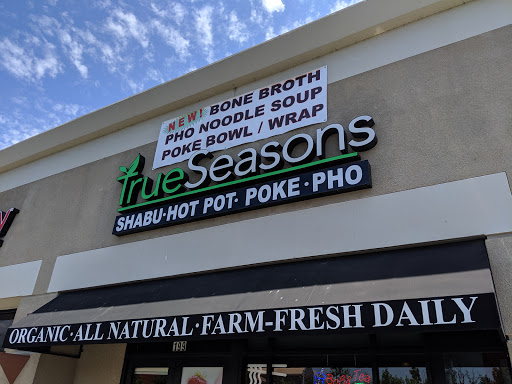 NEW! BONE BROTH
PHO NOODLE SOUP
POKE BOWL / WRAP
trueSeasons
SHABU·HOT POT· POKE·PHO
ORGANIC·ALL NATURAL·FARM-FRESH DAILY
195